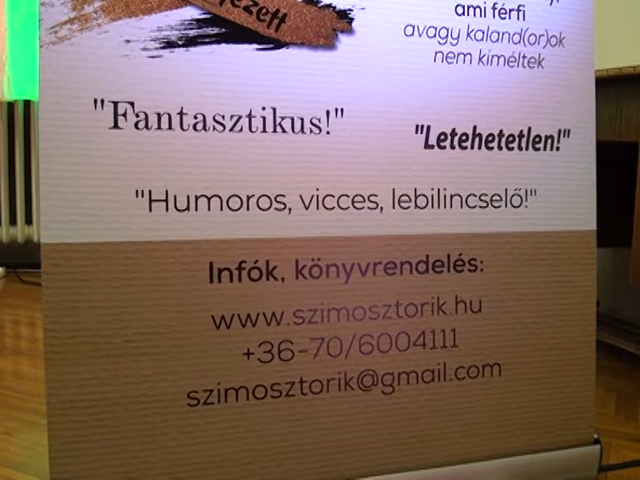 ami férfi
avagy kaland(or)ok
nem kíméltek
"Fantasztikus!"
"Letehetetlen!"
"Humoros, vicces, lebilincselő!"
Infók, könyvrendelés:
www.szimosztorik.hu
+36-70/6004111
szimosztorik@gmail.com